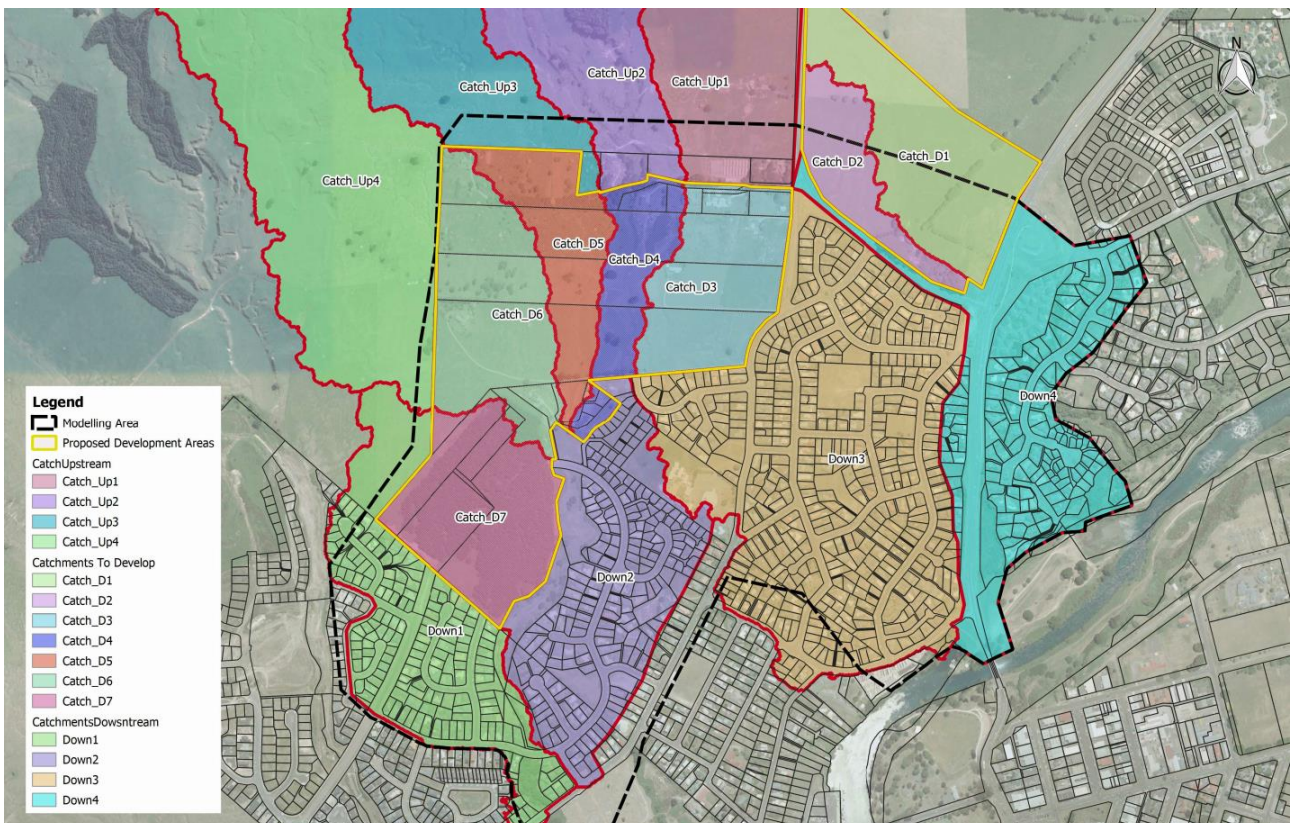 N
Catch_Up2
Catch_Up3
Catch_Up1
Catch_D1
Catch_D2
Catch_Up4
Catch_D5
Catch_D4
Catch_D3
Catch_D6
Down4
Down3
Catch_D7
Down2
Down1
Legend
Modelling Area
Proposed Development Areas
CatchUpstream
Catch_Up1
Catch_Up2
Catch_Up3
Catch_Up4
Catchments To Develop
Catch_D1
Catch_D2
Catch_D3
Catch_D4
Catch_D5
Catch_D6
Catch_D7
CatchmentsDowsntream
Down1
Down2
Down3
Down4